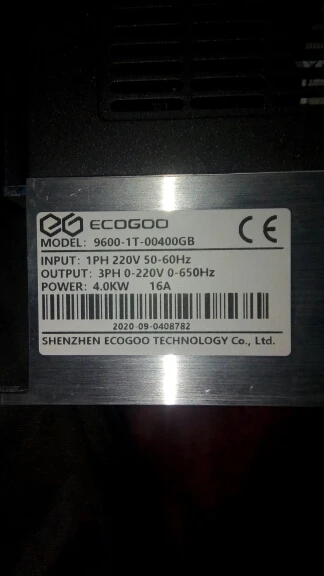 ECOGOO
CE
MODEL: 9600-1T-00400GB
INPUT: 1PH 220V 50-60Hz
OUTPUT: 3PH 0-220V 0-650Hz
POWER: 4.0KW 16A
2020-09-0408782
SHENZHEN ECOGOO TECHNOLOGY Co., Ltd.